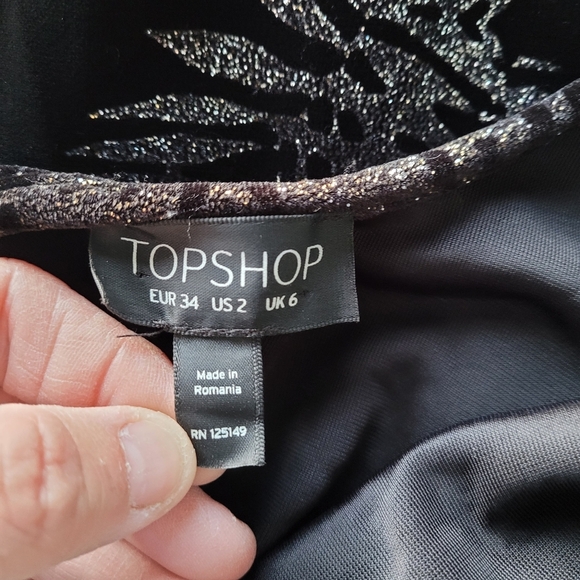 TOPSHOP
EUR 34 US 2 UK 6
Made in
Romania
RN 125149